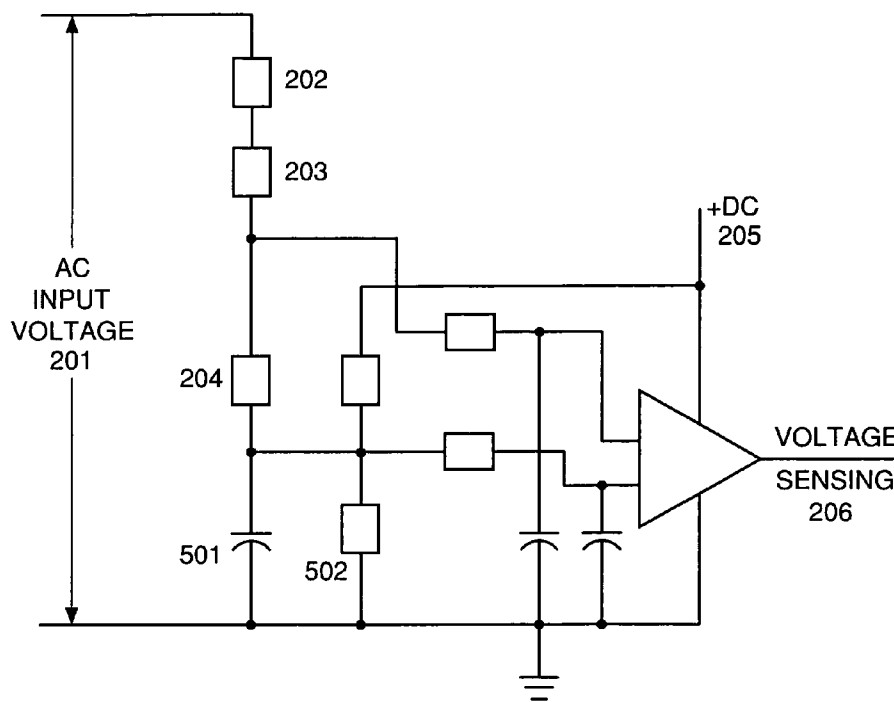 202
203
+DC
205
AC
INPUT
VOLTAGE
201
204
VOLTAGE
SENSING
206
501
502